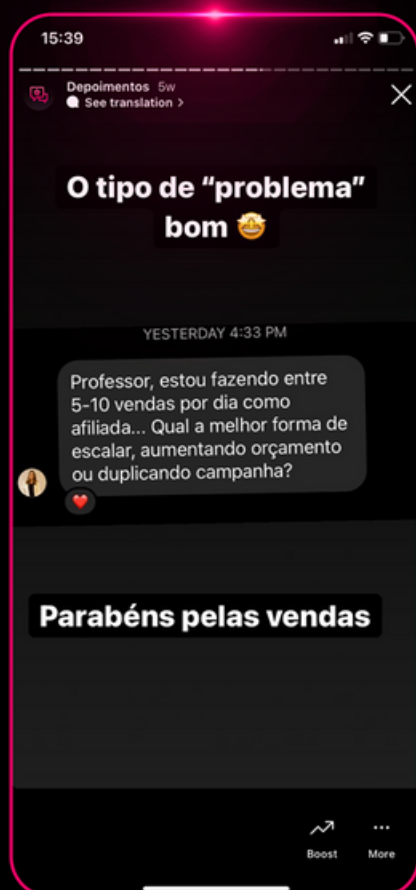 15:39
Depoimentos 5w
See translation >
O tipo de “problema”
bom 🤩
YESTERDAY 4:33 PM
Professor, estou fazendo entre
5-10 vendas por dia como
afiliada... Qual a melhor forma de
escalar, aumentando orçamento
ou duplicando campanha?
Parabéns pelas vendas
Boost
More